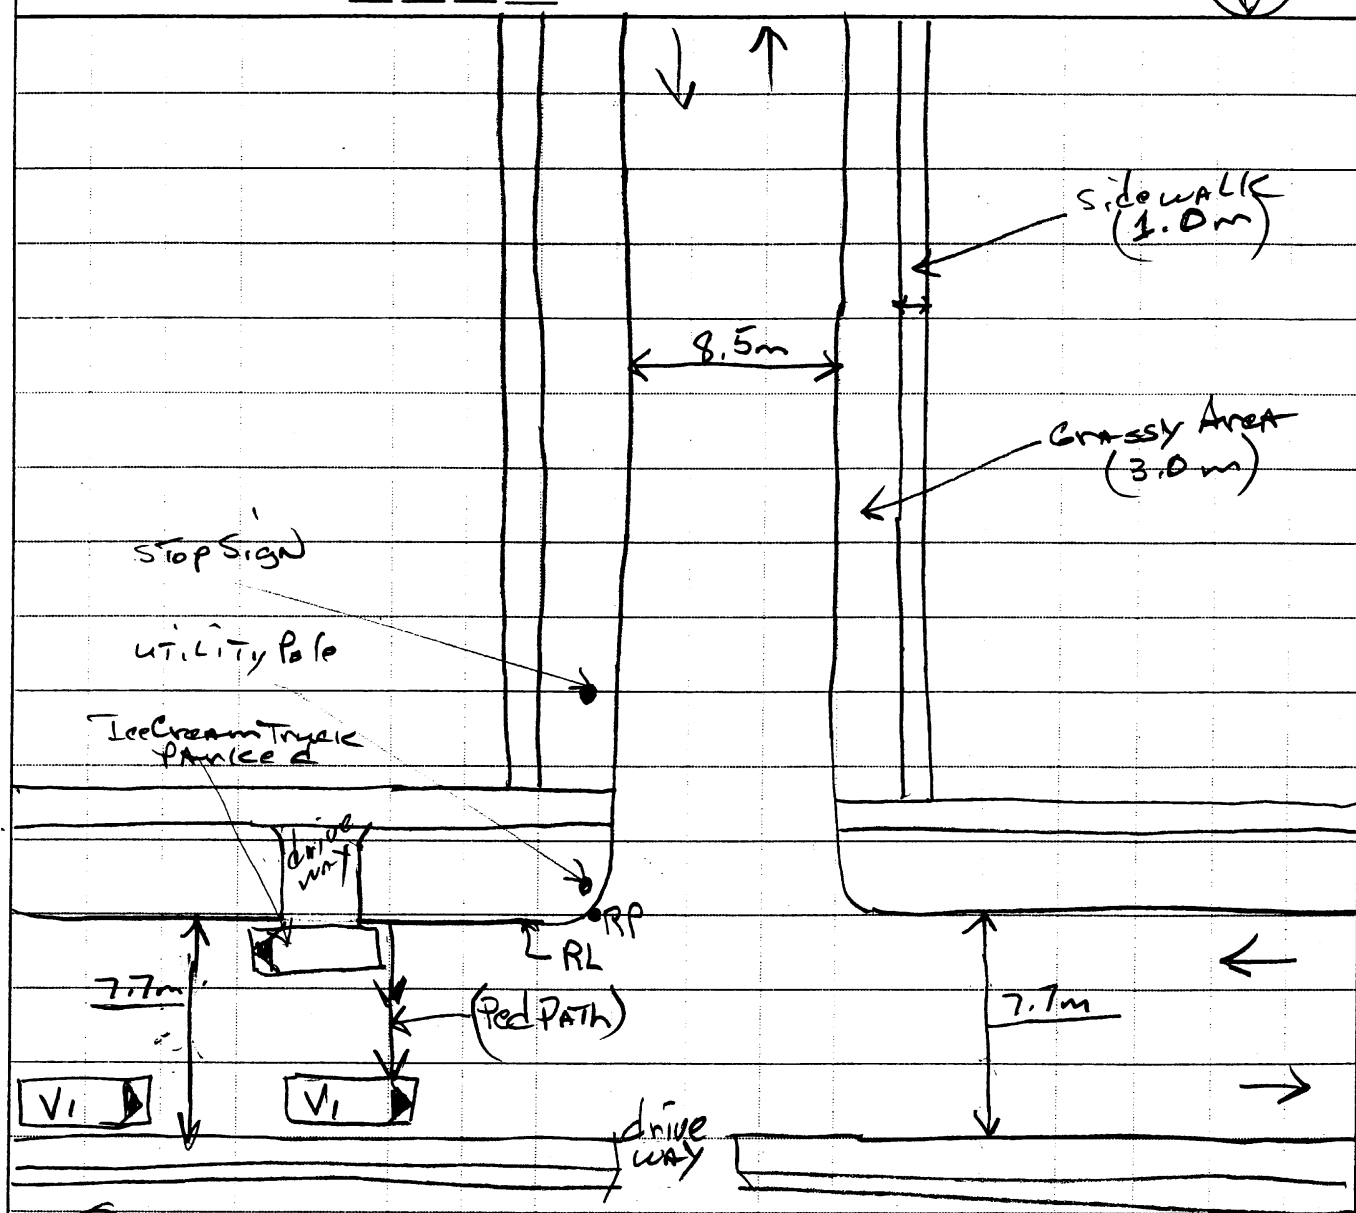 Sidewalk
(1.0m)
8.5m
Grassy Area
(3.0m)
Stop Sign
Utility Pole
Ice Cream Truck
Parked
drive
way
RP
RL
7.7m
(Ped Path)
7.7m
V1
V1
drive
way